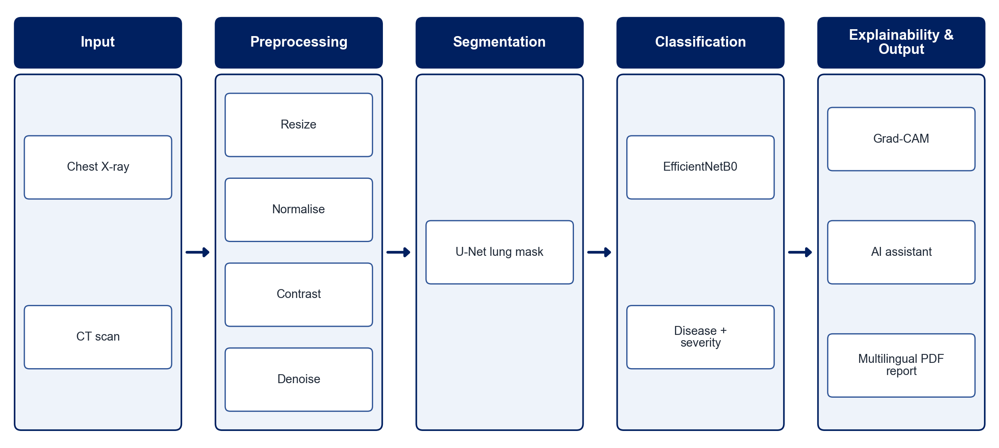 Input
Chest X-ray
CT scan
Preprocessing
Resize
Normalise
Contrast
Denoise
Segmentation
U-Net lung mask
Classification
EfficientNetB0
Disease +
severity
Explainability &
Output
Grad-CAM
AI assistant
Multilingual PDF
report